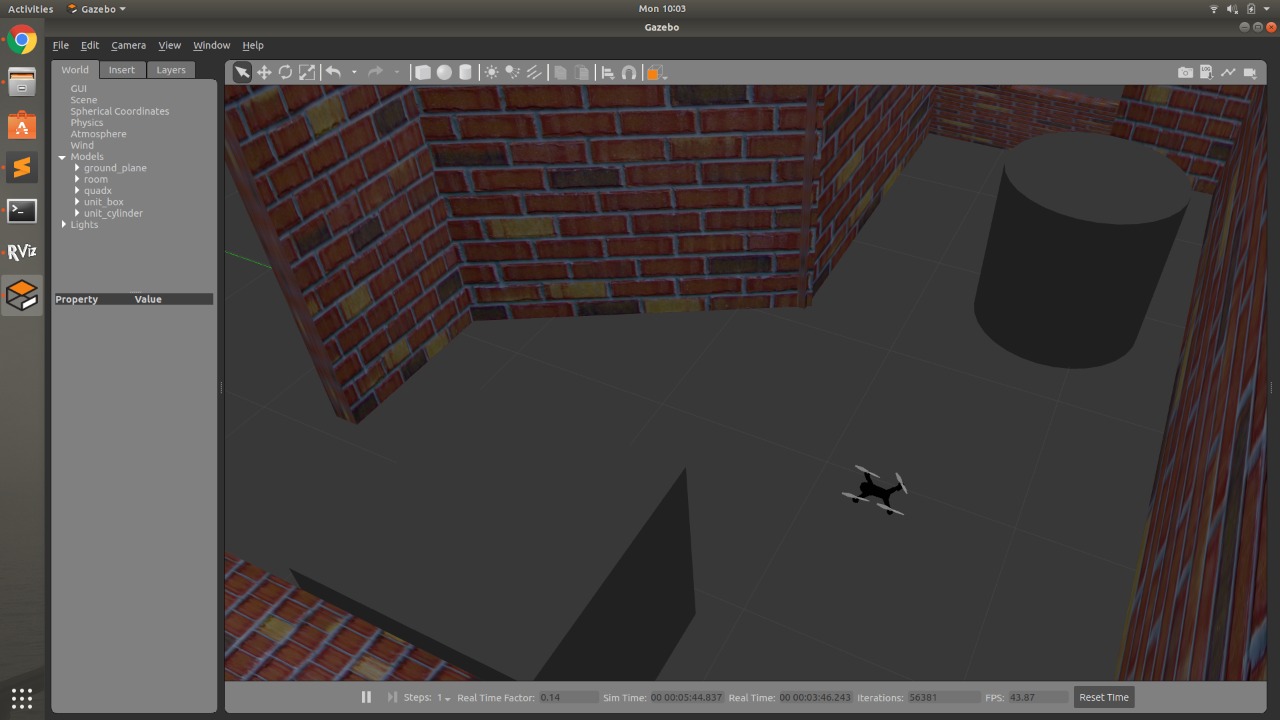 Activities Gazebo Mon 10:03
Gazebo
File Edit Camera View Window Help
World Insert Layers
GUI
Scene
Spherical Coordinates
Physics
Atmosphere
Wind
Models
ground_plane
room
quadx
unit_box
unit_cylinder
Lights
Property Value
RViz
Steps: 1 Real Time Factor: 0.14 Sim Time: 00 00:05:44.837 Real Time: 00 00:03:46.243 Iterations: 56381 FPS: 43.87 Reset Time